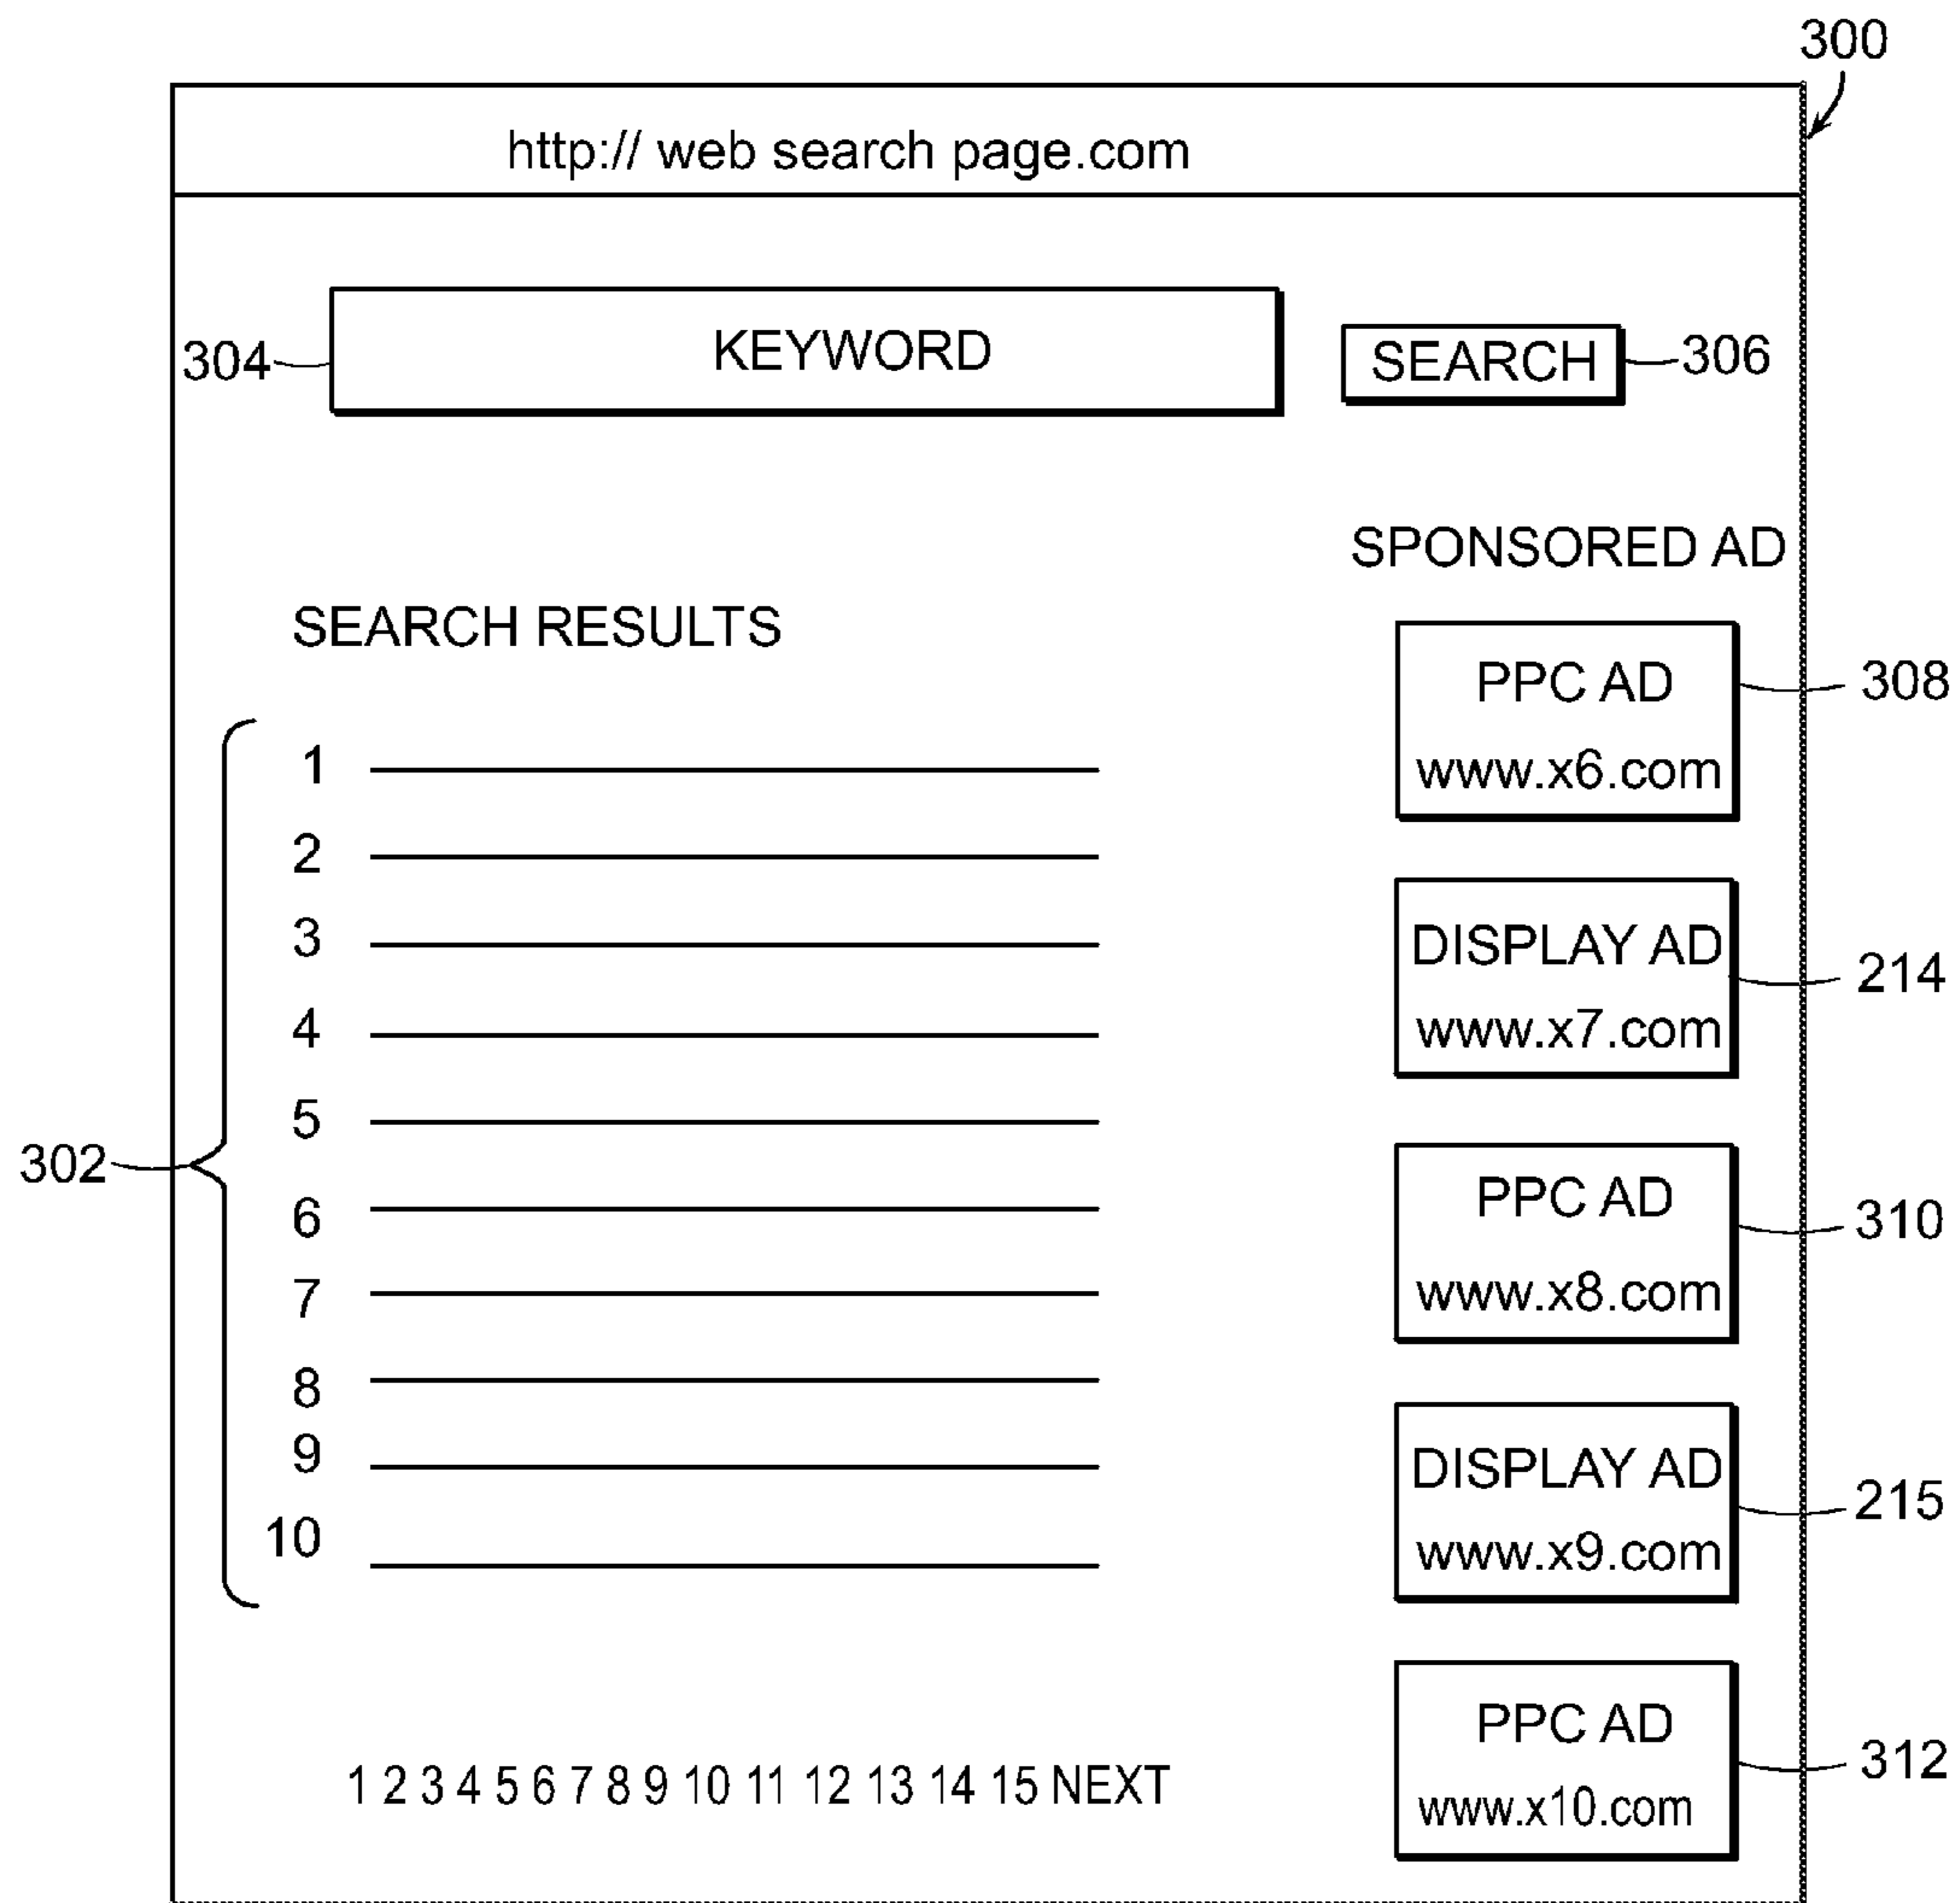 300
http:// web search page.com
304
KEYWORD
SEARCH
306
SPONSORED AD
SEARCH RESULTS
PPC AD
www.x6.com
308
1
2
3
4
5
6
7
8
9
10
302
DISPLAY AD
www.x7.com
214
PPC AD
www.x8.com
310
DISPLAY AD
www.x9.com
215
PPC AD
www.x10.com
312
1 2 3 4 5 6 7 8 9 10 11 12 13 14 15 NEXT